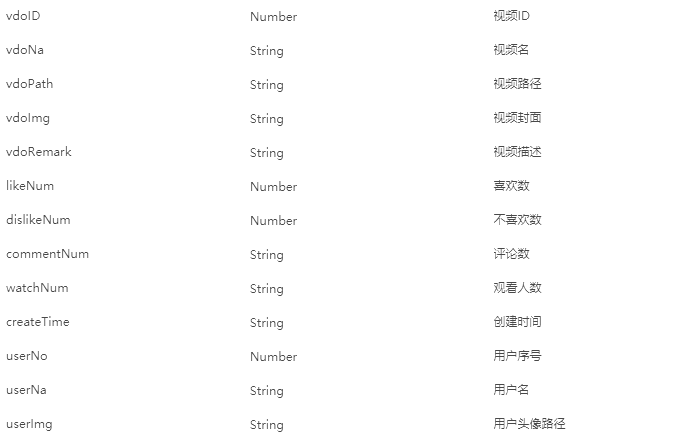 vdoID Number 视频ID
vdoNa String 视频名
vdoPath String 视频路径
vdoImg String 视频封面
vdoRemark String 视频描述
likeNum Number 喜欢数
dislikeNum Number 不喜欢数
commentNum String 评论数
watchNum String 观看人数
createTime String 创建时间
userNo Number 用户序号
userNa String 用户名
userImg String 用户头像路径